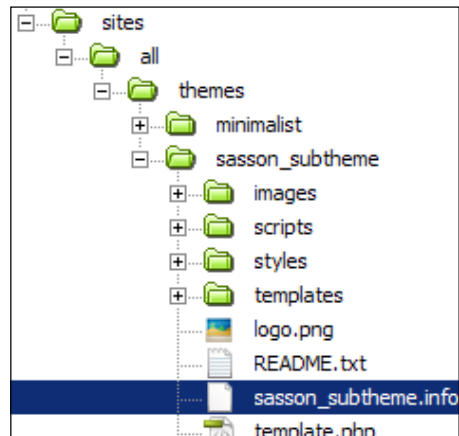 sites
all
themes
minimalist
sasson_subtheme
images
scripts
styles
templates
logo.png
README.txt
sasson_subtheme.info
template.php